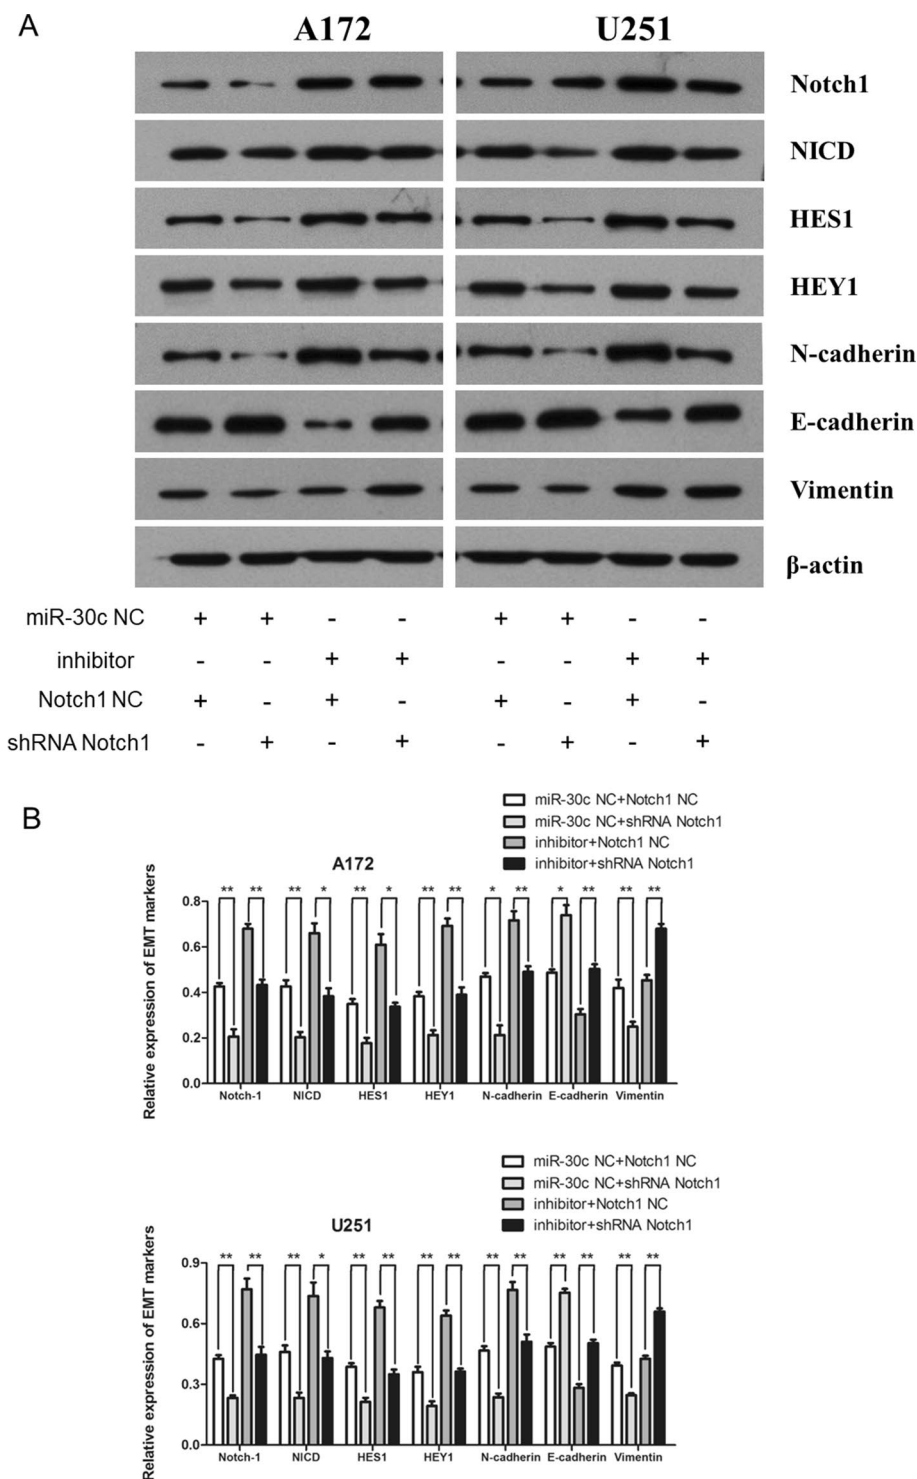 A
A172 U251
Notch1
NICD
HES1
HEY1
N-cadherin
E-cadherin
Vimentin
β-actin
miR-30c NC + + - - + + - -
inhibitor - - + + - - + +
Notch1 NC + - + - + - + -
shRNA Notch1 - + - + - + - +
B
miR-30c NC+Notch1 NC
miR-30c NC+shRNA Notch1
inhibitor+Notch1 NC
inhibitor+shRNA Notch1
A172
Relative expression of EMT markers
** ** ** * ** * ** ** * ** * ** ** **
0.8
0.6
0.4
0.2
0.0
Notch-1 NICD HES1 HEY1 N-cadherin E-cadherin Vimentin
miR-30c NC+Notch1 NC
miR-30c NC+shRNA Notch1
inhibitor+Notch1 NC
inhibitor+shRNA Notch1
U251
Relative expression of EMT markers
** ** ** * ** ** ** ** ** ** ** ** ** **
0.9
0.6
0.3
0.0
Notch-1 NICD HES1 HEY1 N-cadherin E-cadherin Vimentin